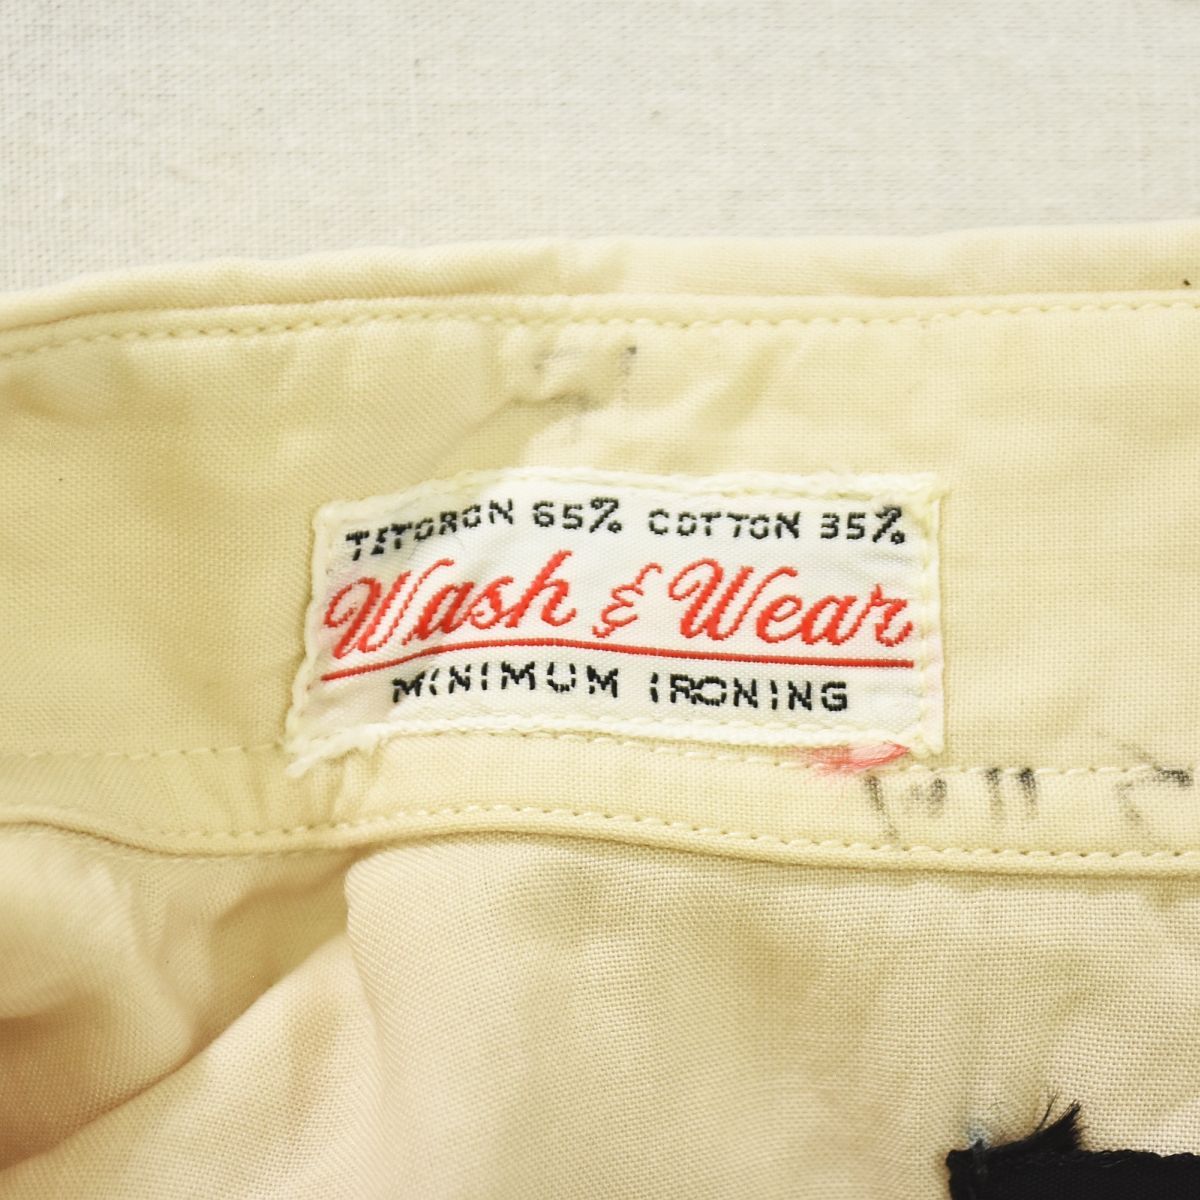 TETORON 65% COTTON 35%
Wash & Wear
MINIMUM IRONING